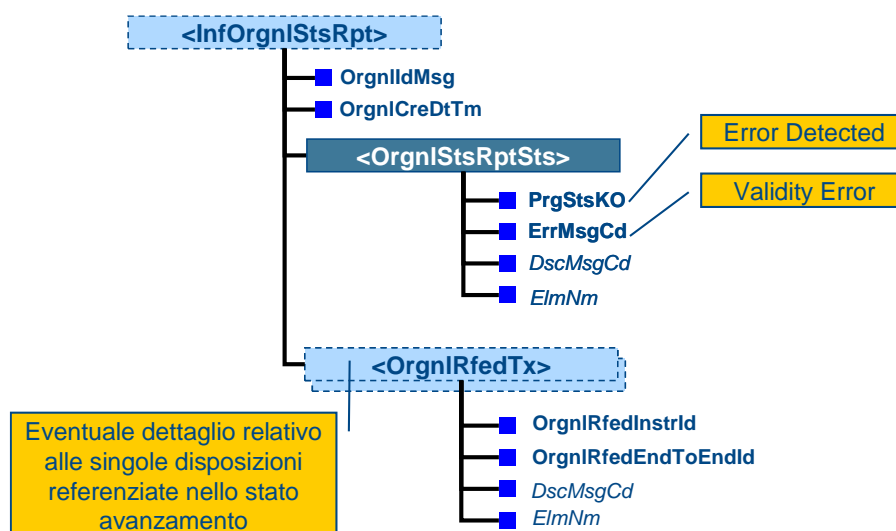 <InfOrgnlStsRpt>
OrgnlIdMsg
OrgnlCreDtTm
Error Detected
<OrgnlStsRptSts>
Validity Error
PrgStsKO
ErrMsgCd
DscMsgCd
ElmNm
<OrgnlRfedTx>
Eventuale dettaglio relativo
alle singole disposizioni
referenziate nello stato
avanzamento
OrgnlRfedInstrId
OrgnlRfedEndToEndId
DscMsgCd
ElmNm